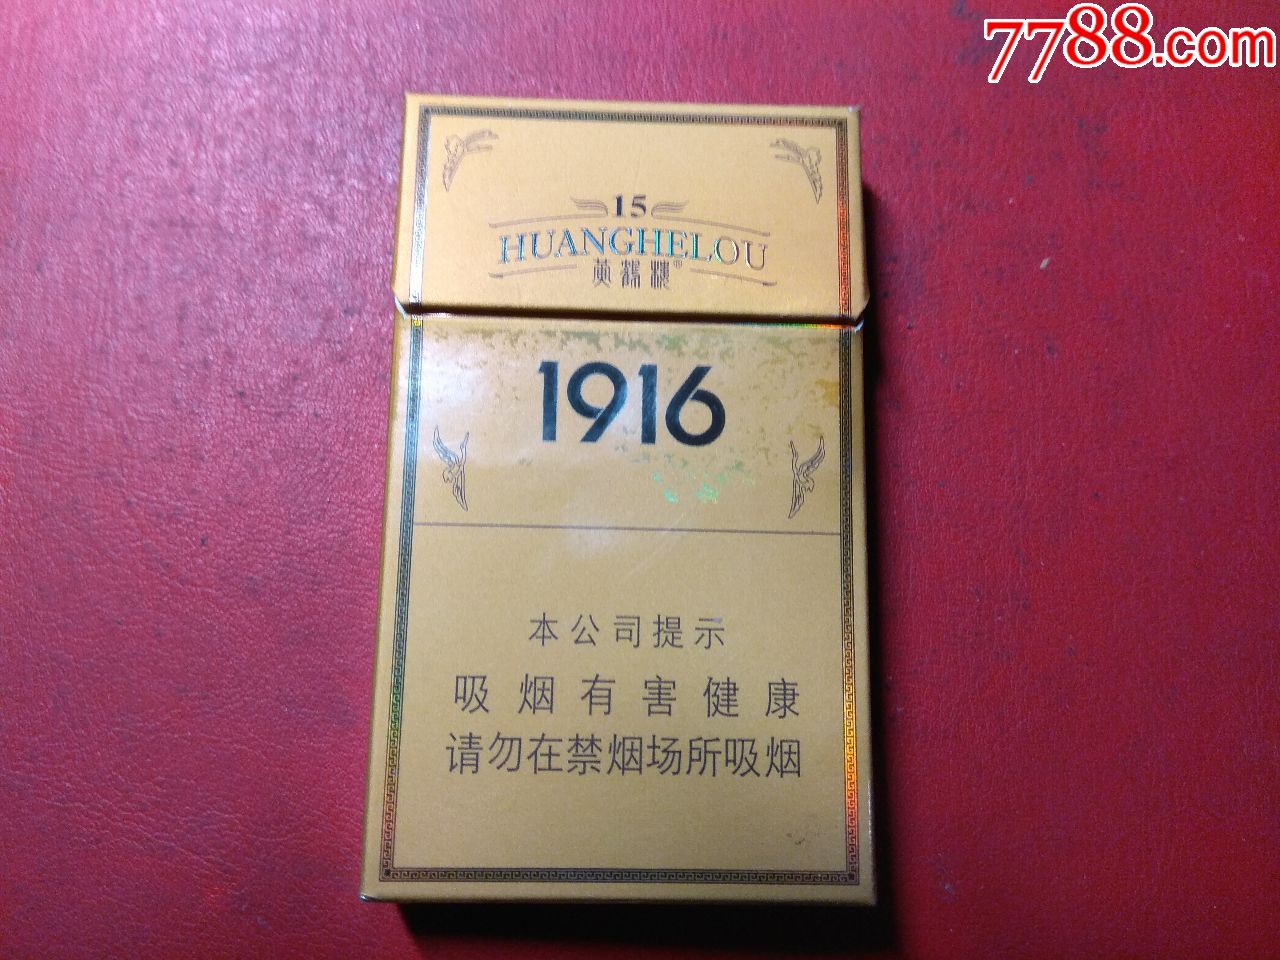 7788.com
15
HUANGHELOU
黄鹤楼®
1916
本公司提示
吸烟有害健康
请勿在禁烟场所吸烟